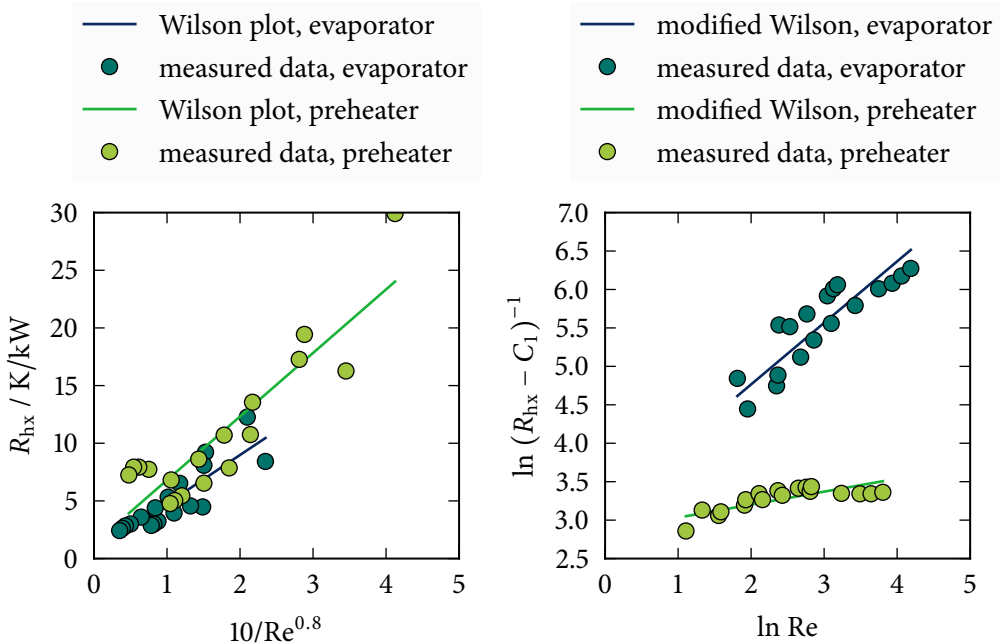 Wilson plot, evaporator
measured data, evaporator
Wilson plot, preheater
measured data, preheater
modified Wilson, evaporator
measured data, evaporator
modified Wilson, preheater
measured data, preheater
30
25
20
15
10
5
0
R_hx / K/kW
0 1 2 3 4 5
10/Re^0.8
7.0
6.5
6.0
5.5
5.0
4.5
4.0
3.5
3.0
2.5
ln (R_hx − C_1)^−1
0 1 2 3 4 5
ln Re